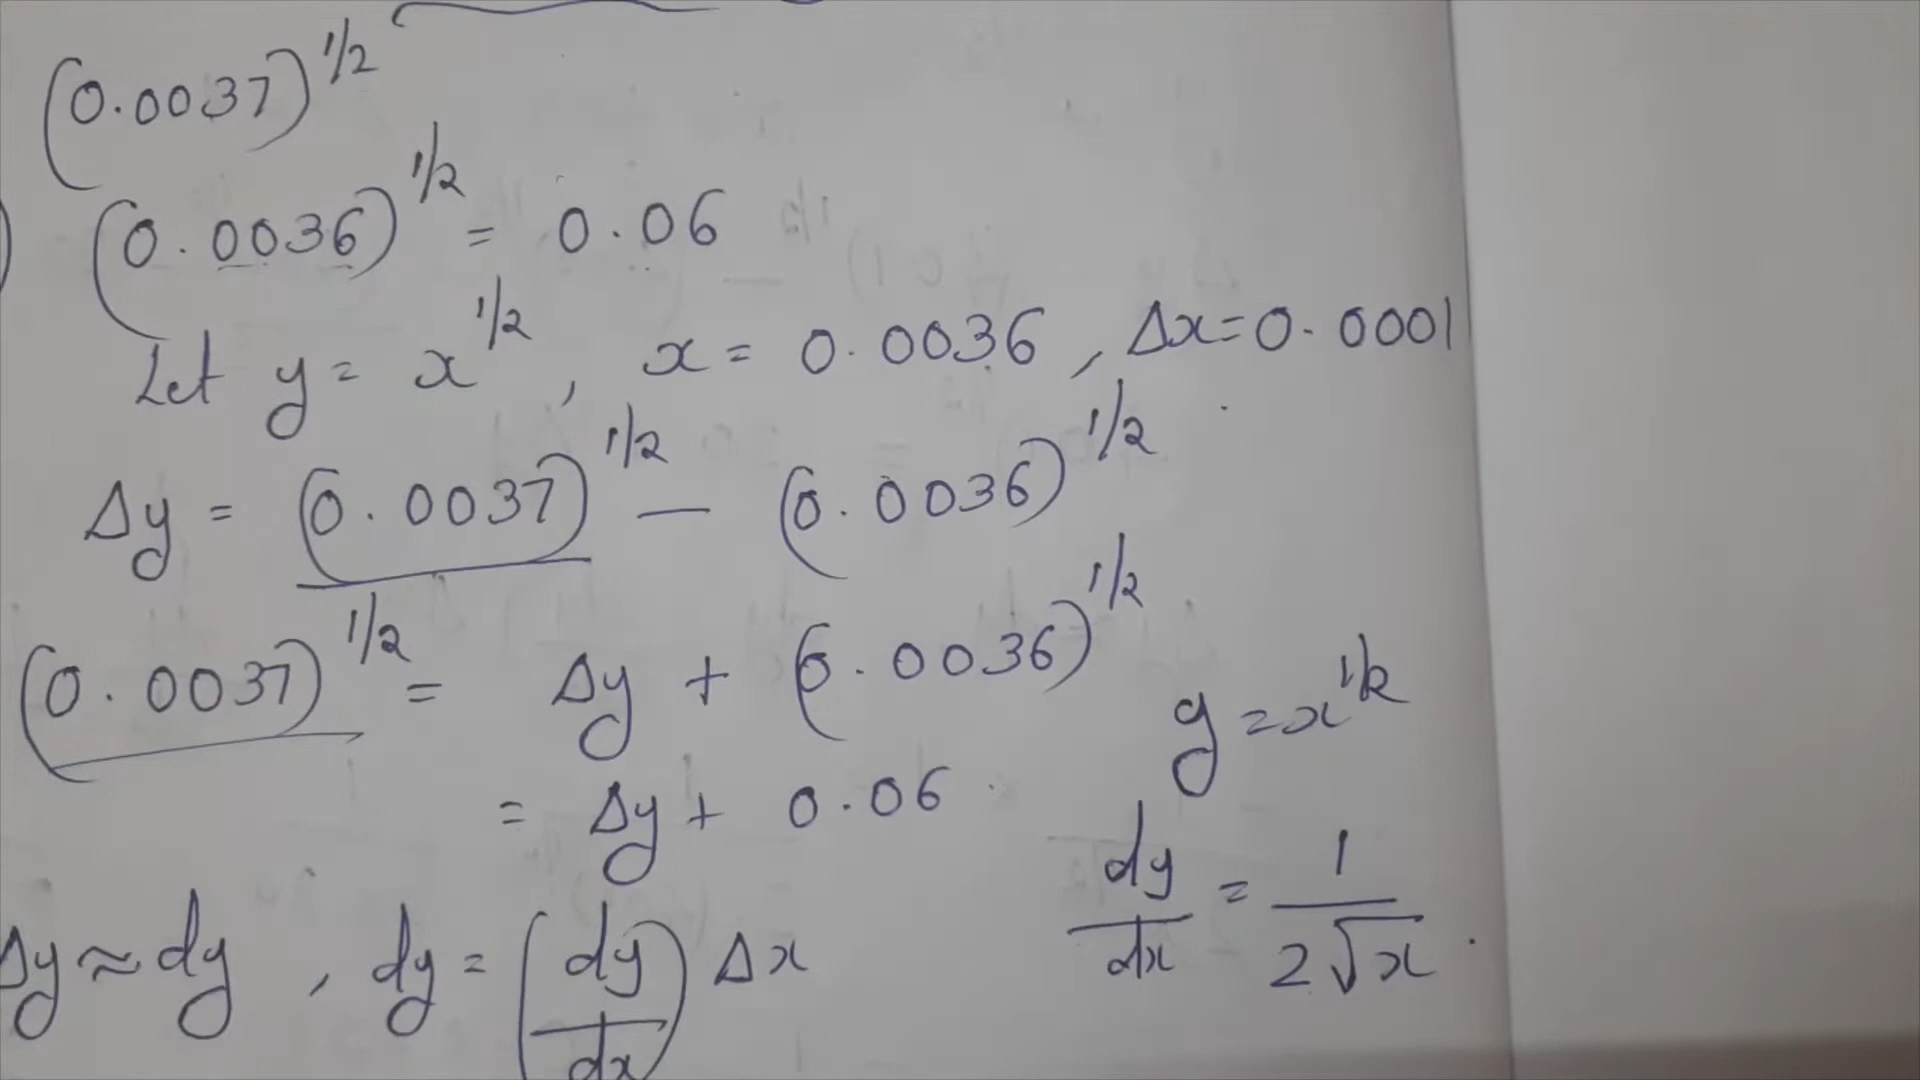 (0.0037)^1/2
(0.0036)^1/2 = 0.06
Let y = x^1/2, x = 0.0036, Δx = 0.0001
Δy = (0.0037)^1/2 — (0.0036)^1/2
(0.0037)^1/2 = Δy + (0.0036)^1/2
= Δy + 0.06
y = x^1/2
dy/dx = 1/2√x.
Δy ≈ dy, dy = (dy/dx) Δx